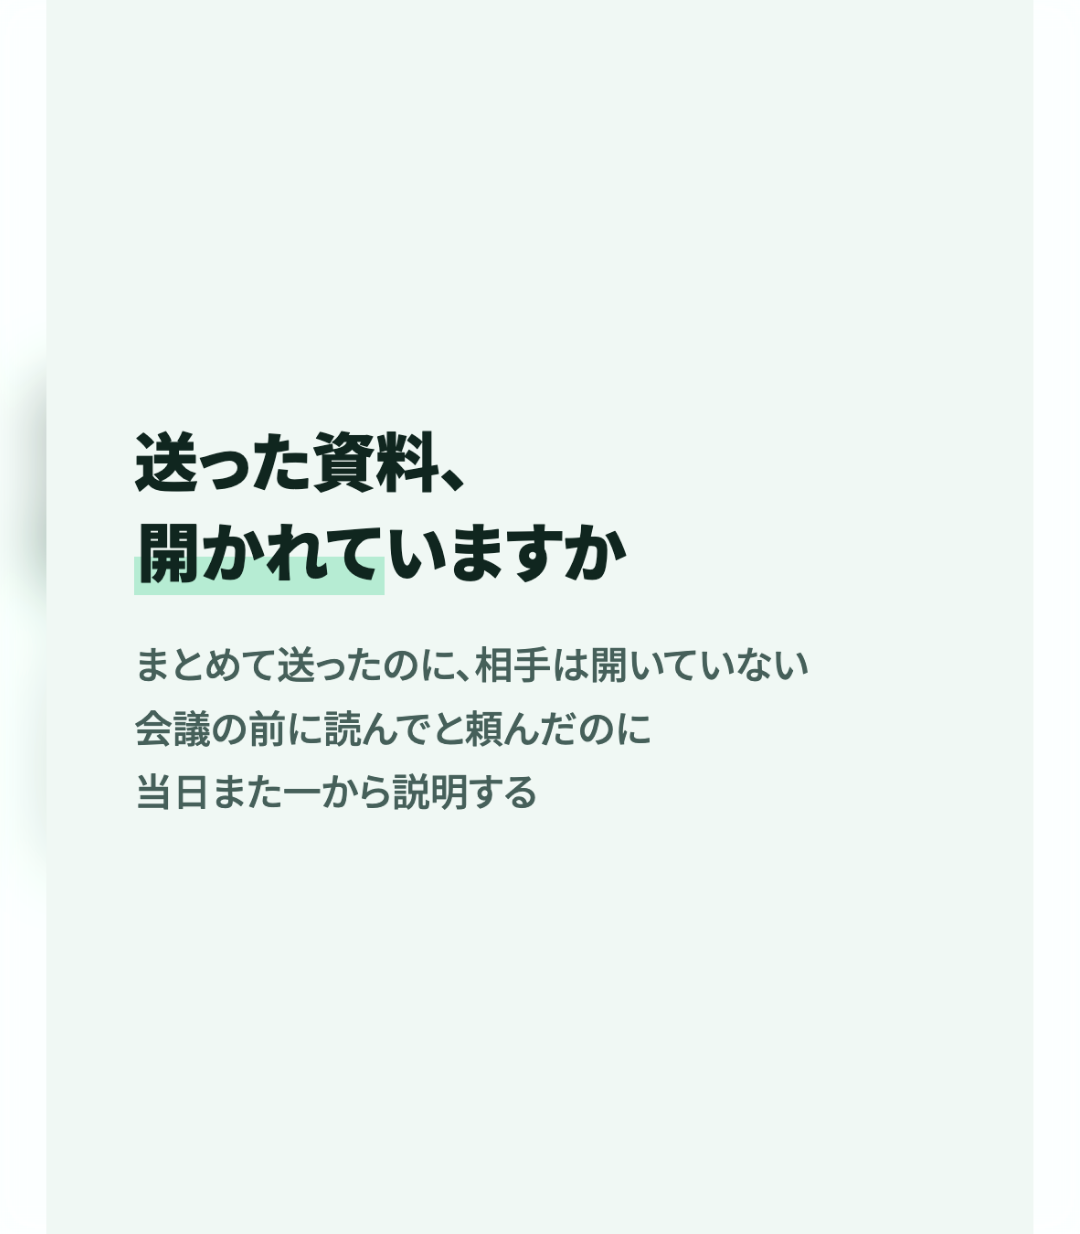 送った資料、
開かれていますか
まとめて送ったのに、相手は開いていない
会議の前に読んでと頼んだのに
当日また一から説明する